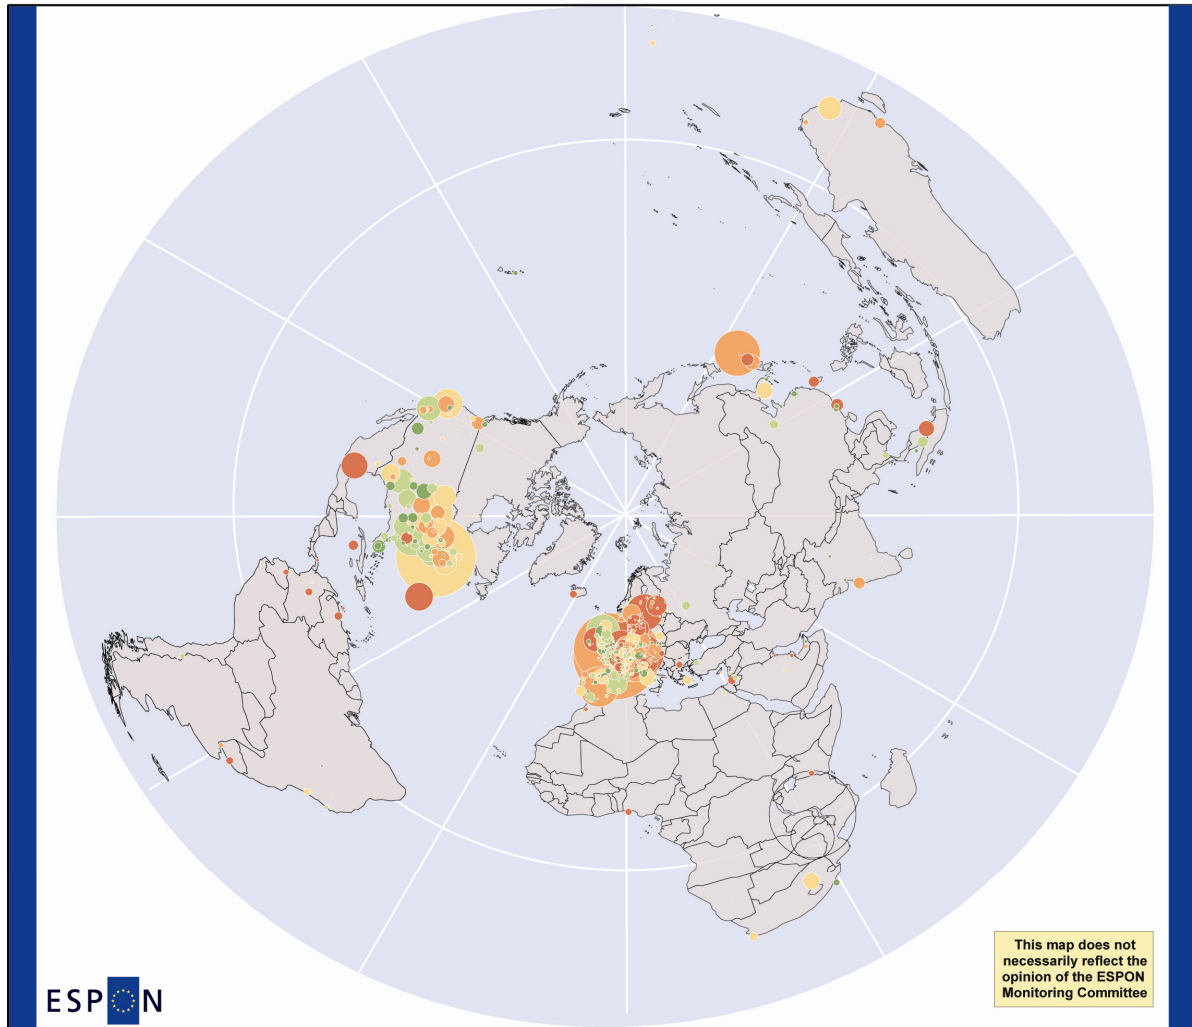 This map does not
necessarily reflect the
opinion of the ESPON
Monitoring Committee
ESPON